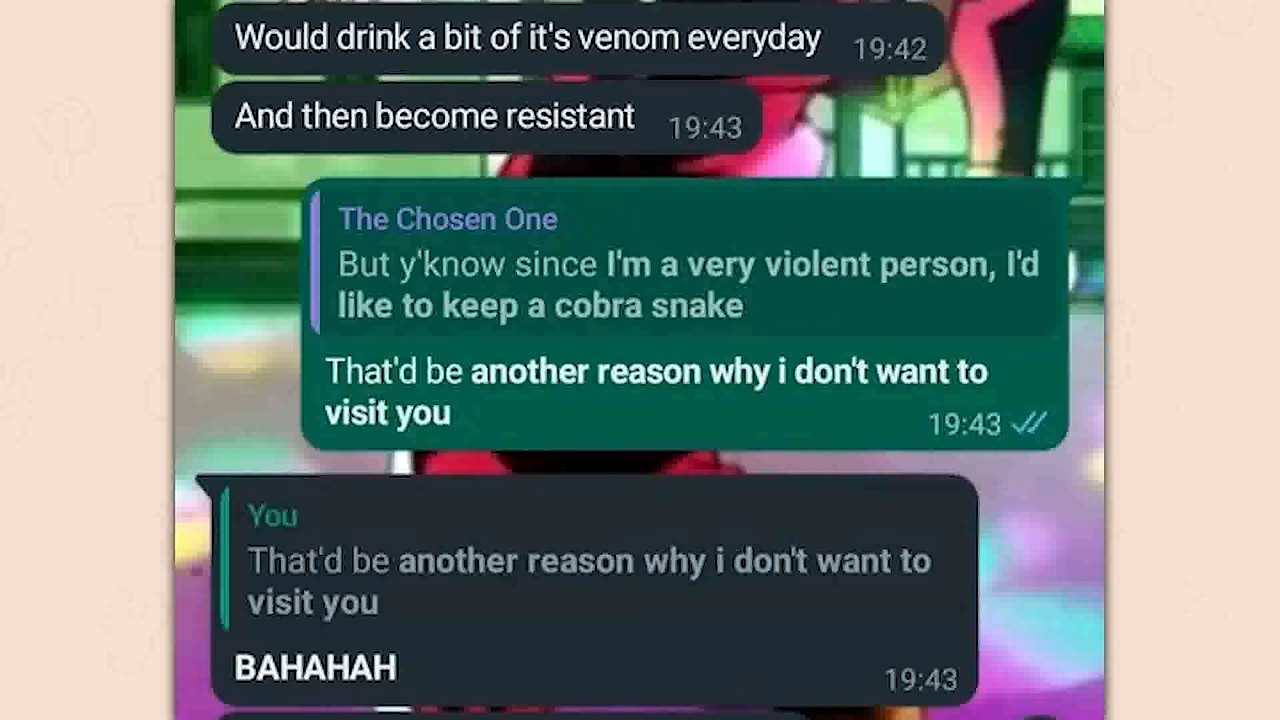 Would drink a bit of it's venom everyday 19:42
And then become resistant 19:43
The Chosen One
But y'know since I'm a very violent person, I'd
like to keep a cobra snake
That'd be another reason why i don't want to
visit you
19:43
You
That'd be another reason why i don't want to
visit you
BAHAHAH
19:43